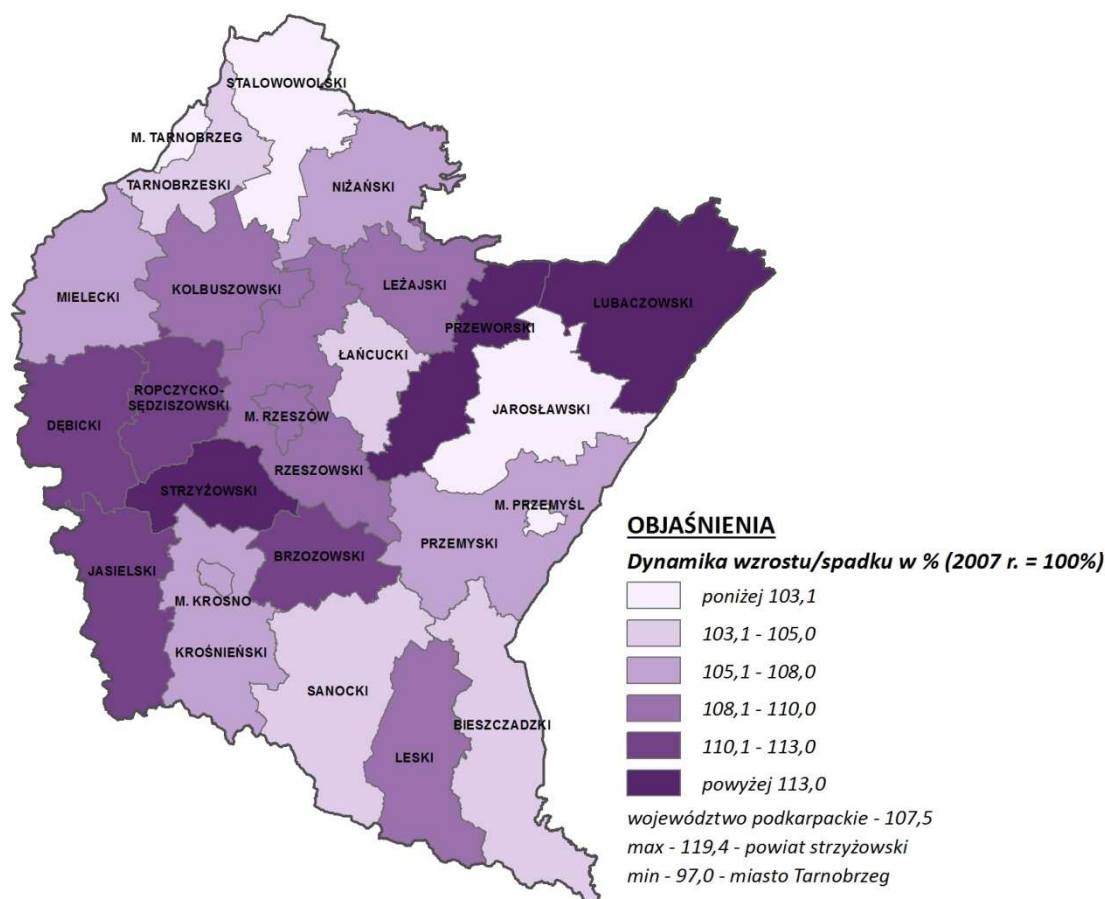 STALOWOWOLSKI
M. TARNOBRZEG
TARNOBRZESKI
NIŻAŃSKI
MIELECKI
KOLBUSZOWSKI
LEŻAJSKI
LUBACZOWSKI
PRZEWORSKI
ŁAŃCUCKI
ROPCZYCKO-
SĘDZISZOWSKI
JAROSŁAWSKI
M. RZESZÓW
DĘBICKI
RZESZOWSKI
STRZYŻOWSKI
M. PRZEMYŚL
PRZEMYSKI
BRZOZOWSKI
JASIELSKI
M. KROSNO
KROŚNIEŃSKI
SANOCKI
BIESZCZADZKI
LESKI
OBJAŚNIENIA
Dynamika wzrostu/spadku w % (2007 r. = 100%)
poniżej 103,1
103,1 - 105,0
105,1 - 108,0
108,1 - 110,0
110,1 - 113,0
powyżej 113,0
województwo podkarpackie - 107,5
max - 119,4 - powiat strzyżowski
min - 97,0 - miasto Tarnobrzeg